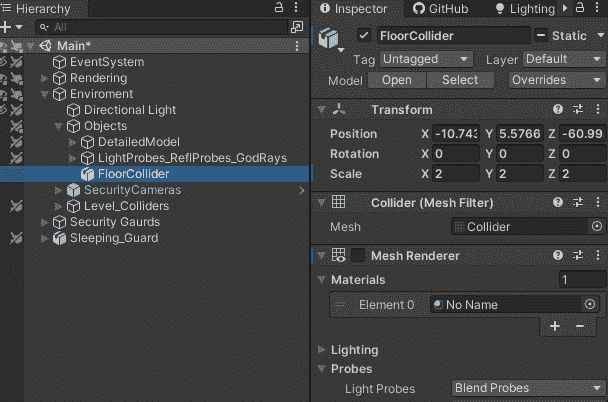 Hierarchy
All
Main*
EventSystem
Rendering
Enviroment
Directional Light
Objects
DetailedModel
LightProbes_ReflProbes_GodRays
FloorCollider
SecurityCameras
Level_Colliders
Security Gaurds
Sleeping_Guard
Inspector GitHub Lighting
FloorCollider Static
Tag Untagged Layer Default
Model Open Select Overrides
Transform
Position X -10.743 Y 5.5766 Z -60.99
Rotation X 0 Y 0 Z 0
Scale X 2 Y 2 Z 2
Collider (Mesh Filter)
Mesh Collider
Mesh Renderer
Materials 1
Element 0 No Name
Lighting
Probes
Light Probes Blend Probes